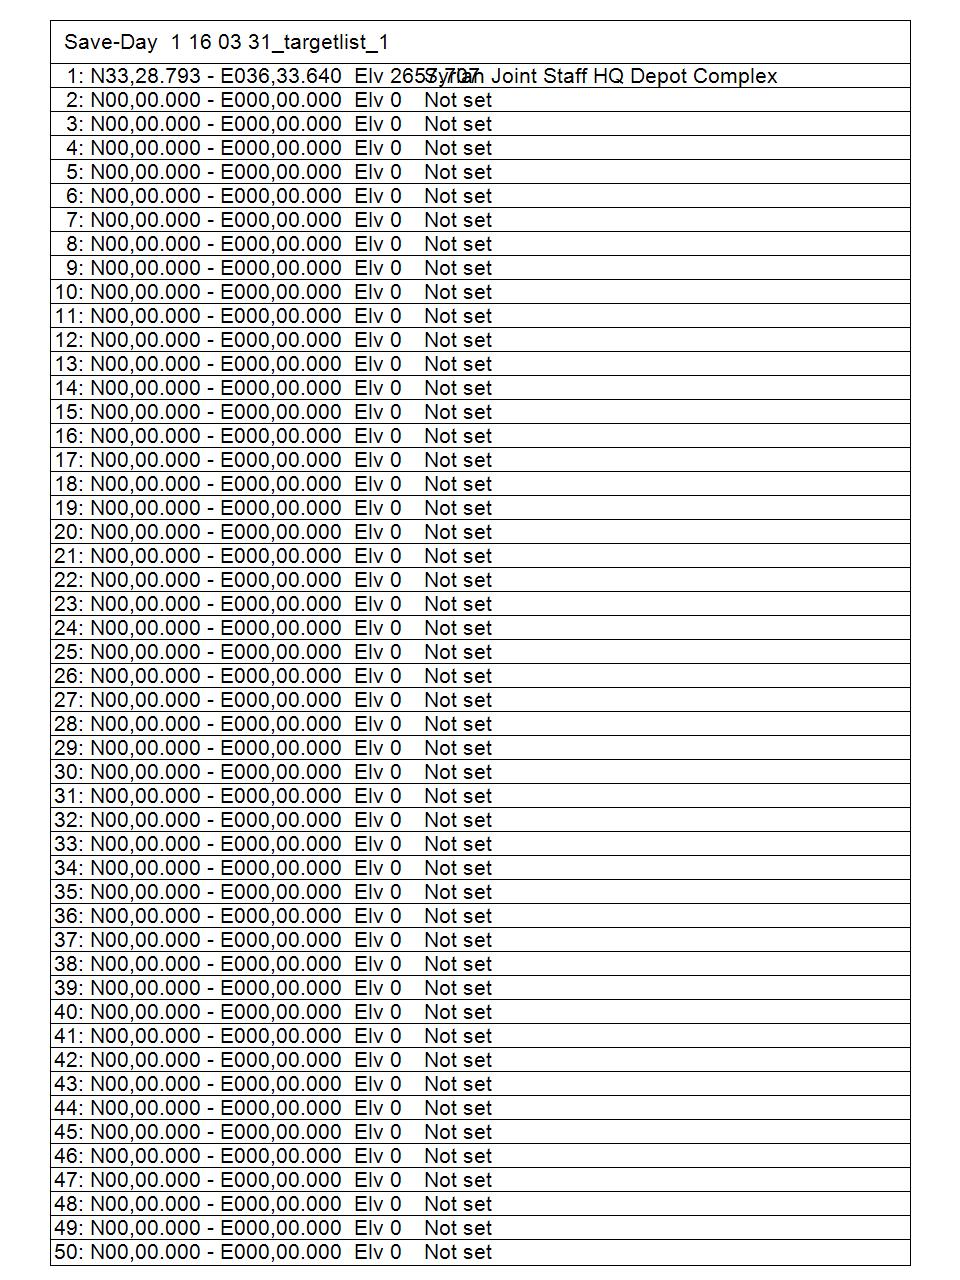 Save-Day 1 16 03 31_targetlist_1
1: N33,28.793 - E036,33.640 Elv 2657.707 Syrian Joint Staff HQ Depot Complex
2: N00,00.000 - E000,00.000 Elv 0 Not set
3: N00,00.000 - E000,00.000 Elv 0 Not set
4: N00,00.000 - E000,00.000 Elv 0 Not set
5: N00,00.000 - E000,00.000 Elv 0 Not set
6: N00,00.000 - E000,00.000 Elv 0 Not set
7: N00,00.000 - E000,00.000 Elv 0 Not set
8: N00,00.000 - E000,00.000 Elv 0 Not set
9: N00,00.000 - E000,00.000 Elv 0 Not set
10: N00,00.000 - E000,00.000 Elv 0 Not set
11: N00,00.000 - E000,00.000 Elv 0 Not set
12: N00,00.000 - E000,00.000 Elv 0 Not set
13: N00,00.000 - E000,00.000 Elv 0 Not set
14: N00,00.000 - E000,00.000 Elv 0 Not set
15: N00,00.000 - E000,00.000 Elv 0 Not set
16: N00,00.000 - E000,00.000 Elv 0 Not set
17: N00,00.000 - E000,00.000 Elv 0 Not set
18: N00,00.000 - E000,00.000 Elv 0 Not set
19: N00,00.000 - E000,00.000 Elv 0 Not set
20: N00,00.000 - E000,00.000 Elv 0 Not set
21: N00,00.000 - E000,00.000 Elv 0 Not set
22: N00,00.000 - E000,00.000 Elv 0 Not set
23: N00,00.000 - E000,00.000 Elv 0 Not set
24: N00,00.000 - E000,00.000 Elv 0 Not set
25: N00,00.000 - E000,00.000 Elv 0 Not set
26: N00,00.000 - E000,00.000 Elv 0 Not set
27: N00,00.000 - E000,00.000 Elv 0 Not set
28: N00,00.000 - E000,00.000 Elv 0 Not set
29: N00,00.000 - E000,00.000 Elv 0 Not set
30: N00,00.000 - E000,00.000 Elv 0 Not set
31: N00,00.000 - E000,00.000 Elv 0 Not set
32: N00,00.000 - E000,00.000 Elv 0 Not set
33: N00,00.000 - E000,00.000 Elv 0 Not set
34: N00,00.000 - E000,00.000 Elv 0 Not set
35: N00,00.000 - E000,00.000 Elv 0 Not set
36: N00,00.000 - E000,00.000 Elv 0 Not set
37: N00,00.000 - E000,00.000 Elv 0 Not set
38: N00,00.000 - E000,00.000 Elv 0 Not set
39: N00,00.000 - E000,00.000 Elv 0 Not set
40: N00,00.000 - E000,00.000 Elv 0 Not set
41: N00,00.000 - E000,00.000 Elv 0 Not set
42: N00,00.000 - E000,00.000 Elv 0 Not set
43: N00,00.000 - E000,00.000 Elv 0 Not set
44: N00,00.000 - E000,00.000 Elv 0 Not set
45: N00,00.000 - E000,00.000 Elv 0 Not set
46: N00,00.000 - E000,00.000 Elv 0 Not set
47: N00,00.000 - E000,00.000 Elv 0 Not set
48: N00,00.000 - E000,00.000 Elv 0 Not set
49: N00,00.000 - E000,00.000 Elv 0 Not set
50: N00,00.000 - E000,00.000 Elv 0 Not set